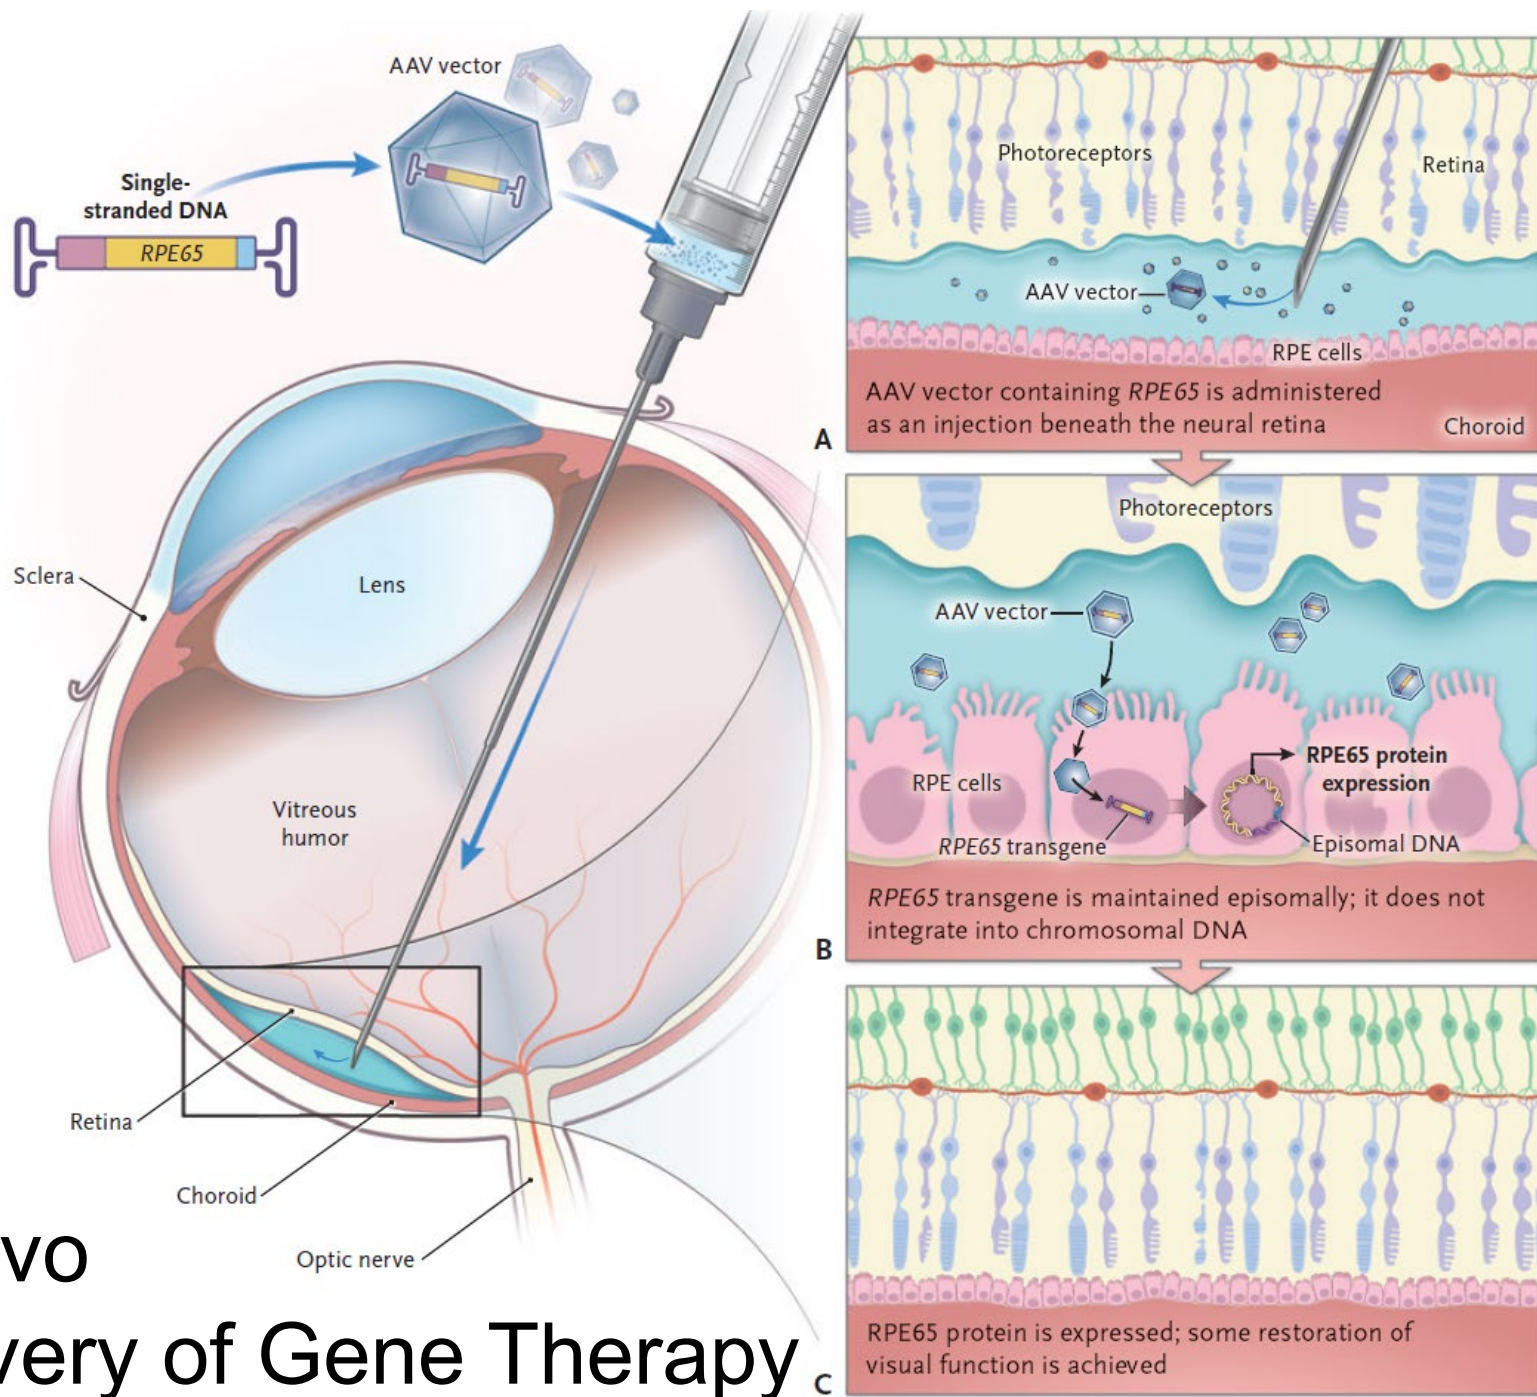 AAV vector
Single-
stranded DNA
RPE65
Sclera
Lens
Vitreous
humor
Retina
Choroid
Optic nerve
vo
very of Gene Therapy
Photoreceptors
Retina
AAV vector
RPE cells
AAV vector containing RPE65 is administered
as an injection beneath the neural retina
Choroid
A
Photoreceptors
AAV vector
RPE cells
RPE65 protein
expression
RPE65 transgene
Episomal DNA
RPE65 transgene is maintained episomally; it does not
integrate into chromosomal DNA
B
RPE65 protein is expressed; some restoration of
visual function is achieved
C